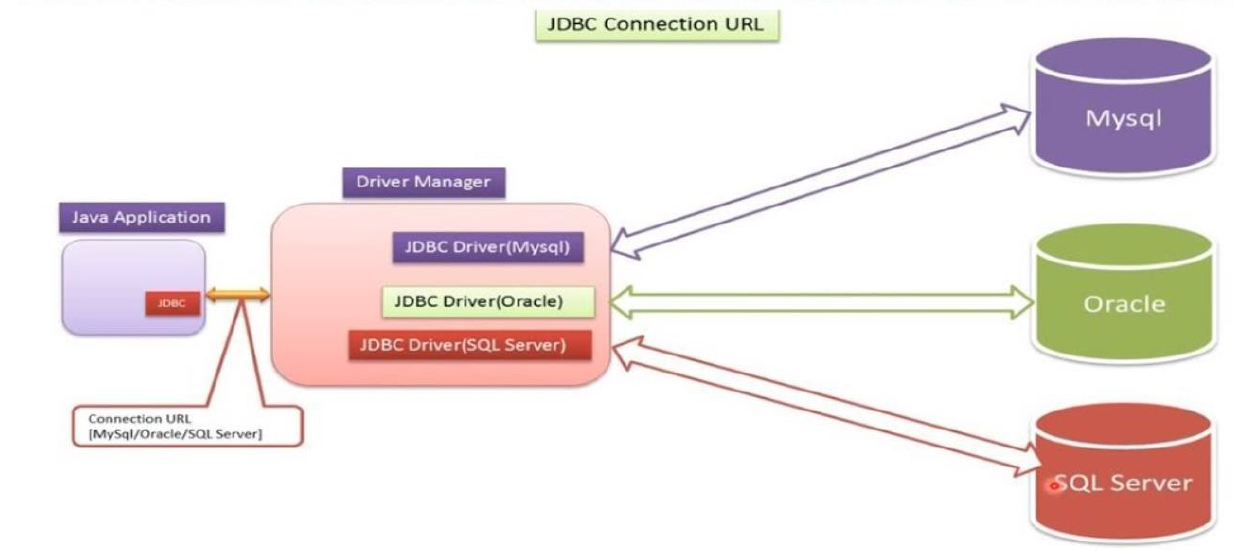 JDBC Connection URL
Mysql
Driver Manager
Java Application
JDBC Driver(Mysql)
JDBC
JDBC Driver(Oracle)
Oracle
JDBC Driver(SQL Server)
Connection URL
[MySql/Oracle/SQL Server]
SQL Server